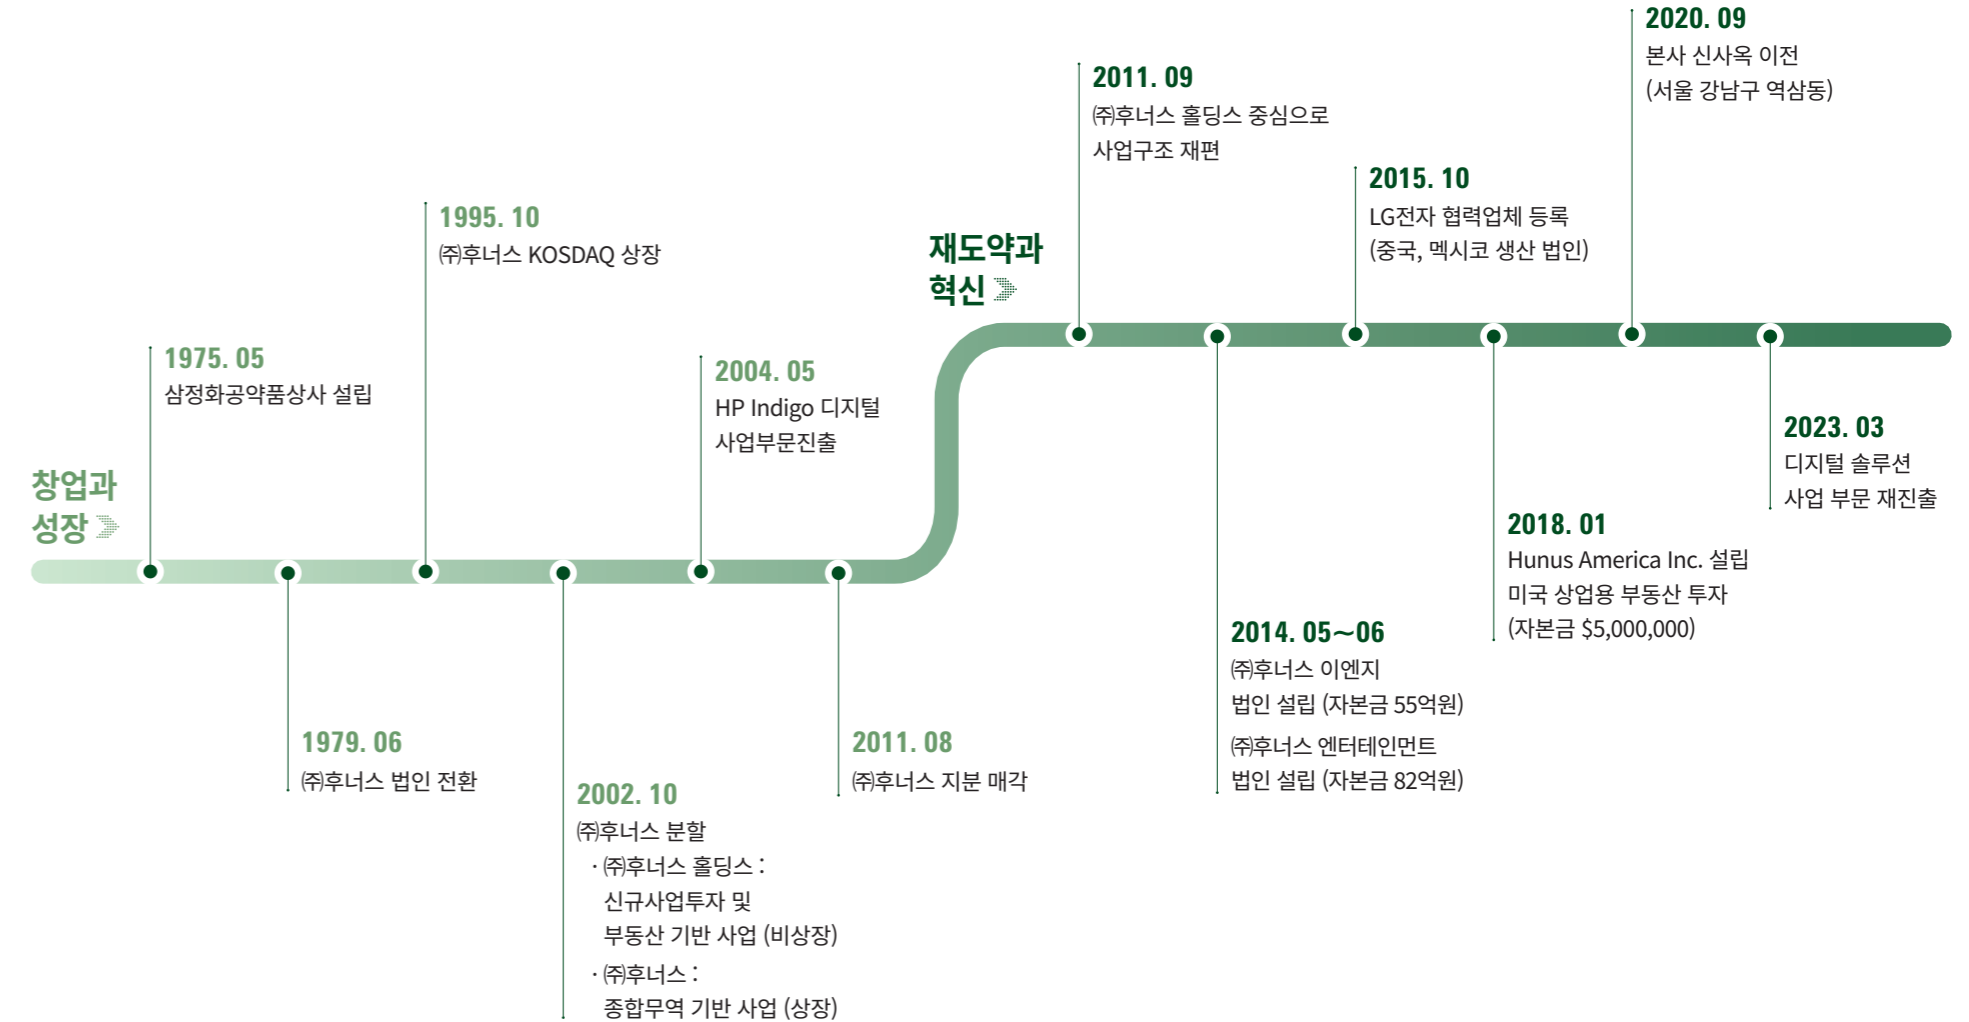 창업과
성장
1975. 05
삼정화공약품상사 설립
1979. 06
㈜후너스 법인 전환
1995. 10
㈜후너스 KOSDAQ 상장
2002. 10
㈜후너스 분할
· ㈜후너스 홀딩스 :
신규사업투자 및
부동산 기반 사업 (비상장)
· ㈜후너스 :
종합무역 기반 사업 (상장)
2004. 05
HP Indigo 디지털
사업부문진출
2011. 08
㈜후너스 지분 매각
재도약과
혁신
2011. 09
㈜후너스 홀딩스 중심으로
사업구조 재편
2014. 05~06
㈜후너스 이엔지
법인 설립 (자본금 55억원)
㈜후너스 엔터테인먼트
법인 설립 (자본금 82억원)
2015. 10
LG전자 협력업체 등록
(중국, 멕시코 생산 법인)
2018. 01
Hunus America Inc. 설립
미국 상업용 부동산 투자
(자본금 $5,000,000)
2020. 09
본사 신사옥 이전
(서울 강남구 역삼동)
2023. 03
디지털 솔루션
사업 부문 재진출